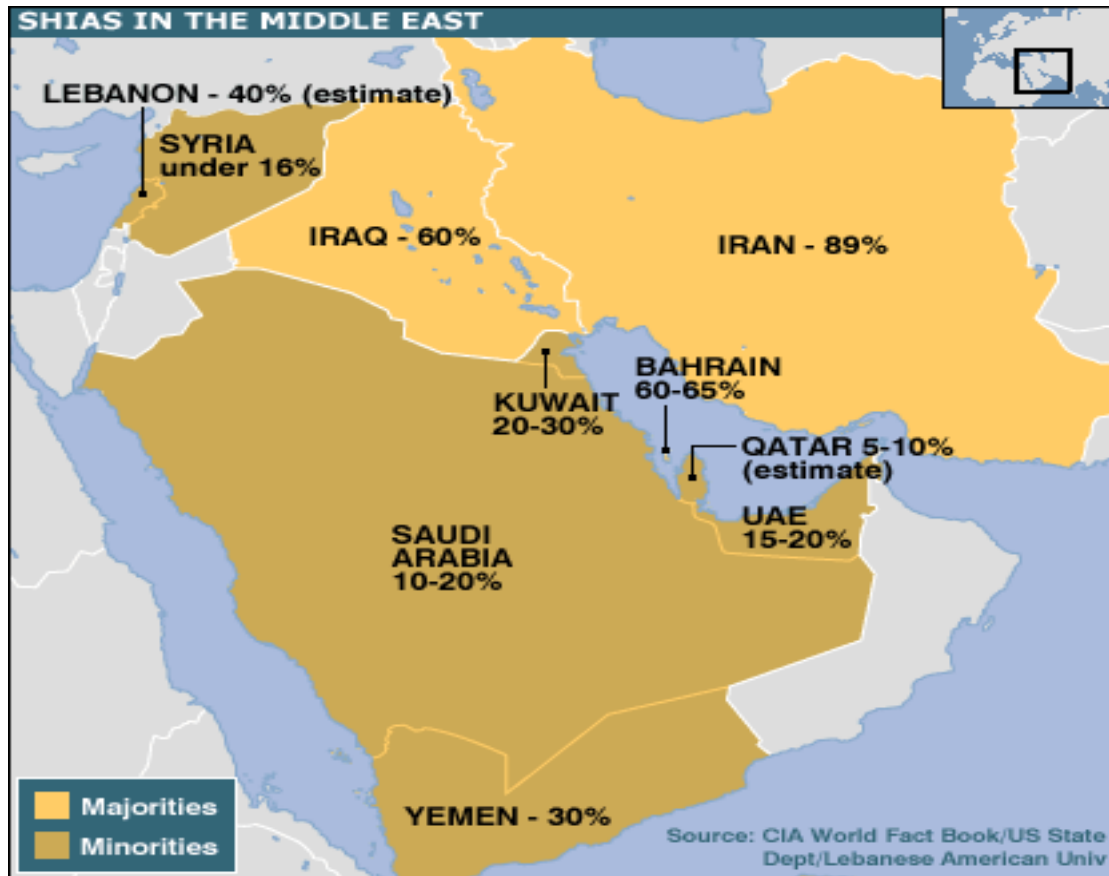 SHIAS IN THE MIDDLE EAST
LEBANON - 40% (estimate)
SYRIA
under 16%
IRAQ - 60%
IRAN - 89%
BAHRAIN
60-65%
KUWAIT
20-30%
QATAR 5-10%
(estimate)
UAE
15-20%
SAUDI
ARABIA
10-20%
YEMEN - 30%
Majorities
Minorities
Source: CIA World Fact Book/US State
Dept/Lebanese American Univ